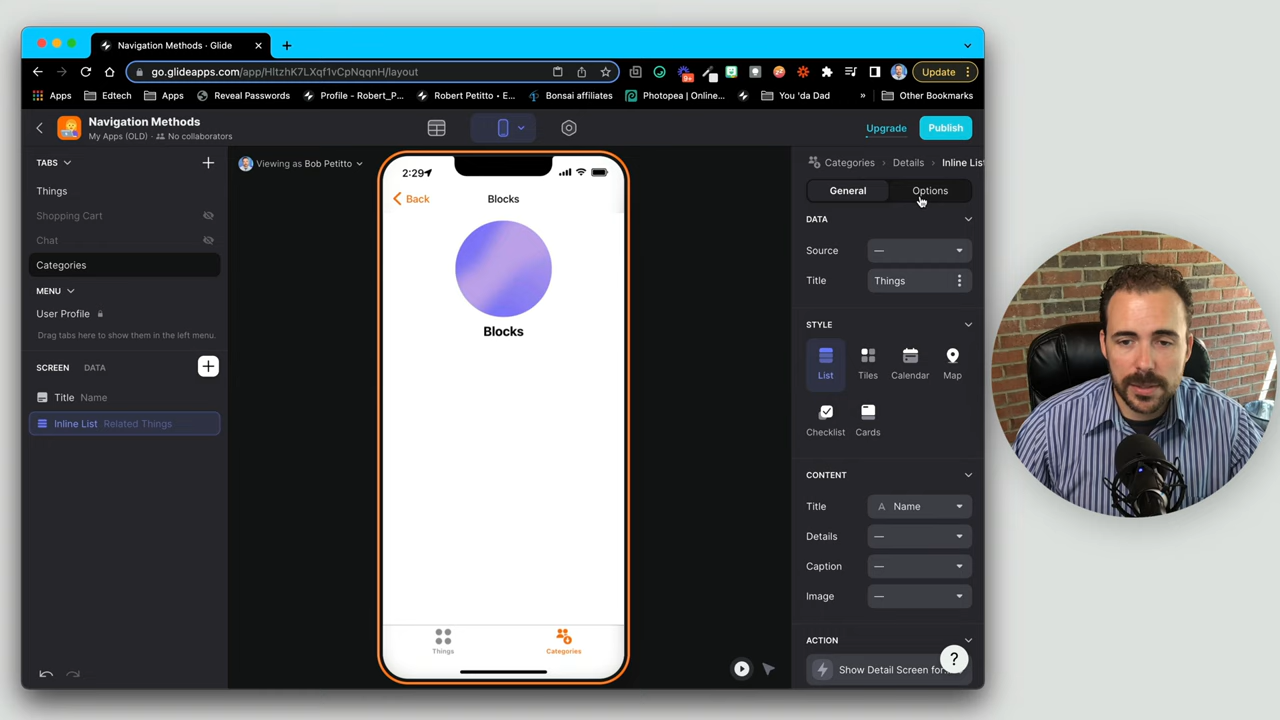 Navigation Methods · Glide
go.glideapps.com/app/HItzhK7LXqf1vCpNqqnH/layout
9+
Update
Apps
Edtech
Apps
Reveal Passwords
Profile - Robert_P...
Robert Petitto • E...
Bonsai affiliates
Photopea | Online...
You 'da Dad
»
Other Bookmarks
Navigation Methods
My Apps (OLD) · No collaborators
Upgrade
Publish
TABS
Things
Shopping Cart
Chat
Categories
MENU
User Profile
Drag tabs here to show them in the left menu.
SCREEN DATA
Title Name
Inline List Related Things
Viewing as Bob Petitto
2:29
Back
Blocks
Blocks
Things
Categories
Categories > Details > Inline List
General
Options
DATA
Source —
Title Things
STYLE
List
Tiles
Calendar
Map
Checklist
Cards
CONTENT
Title A Name
Details —
Caption —
Image —
ACTION
Show Detail Screen for...
?